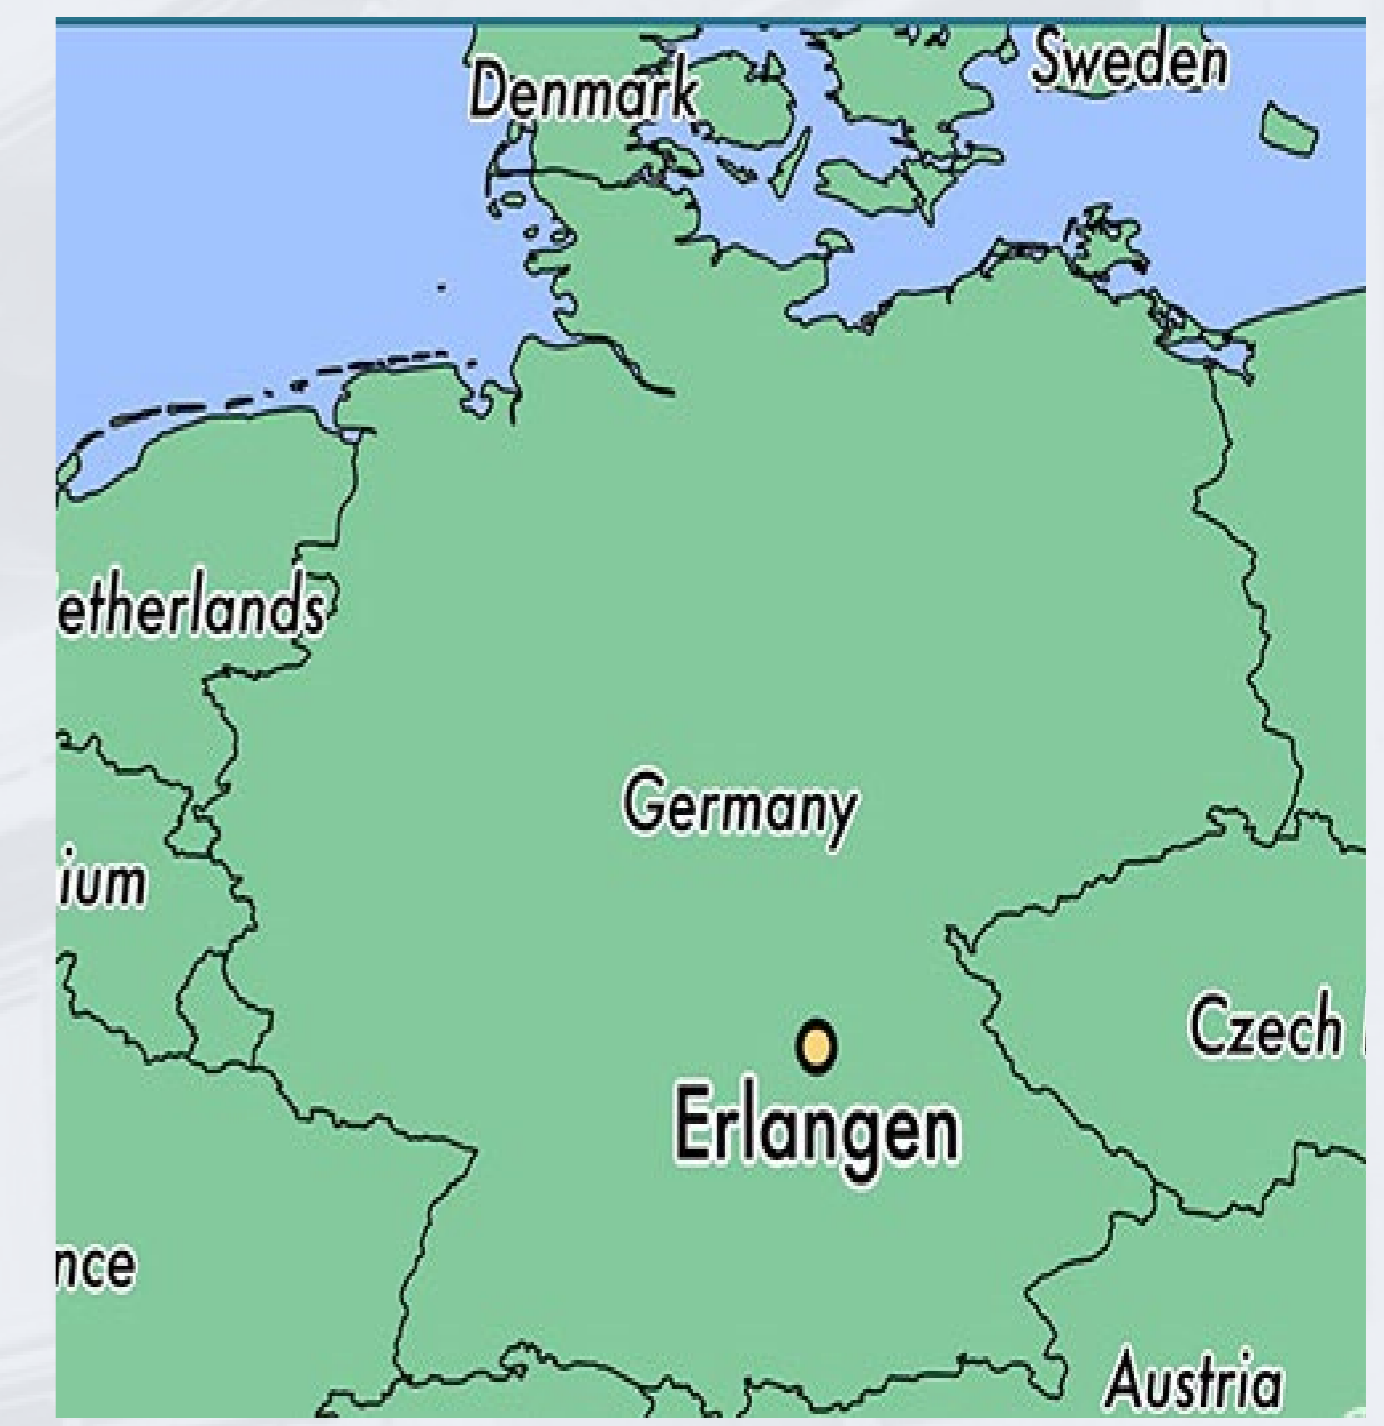 Denmark
Sweden
etherlands
Germany
ium
Czech
Erlangen
nce
Austria